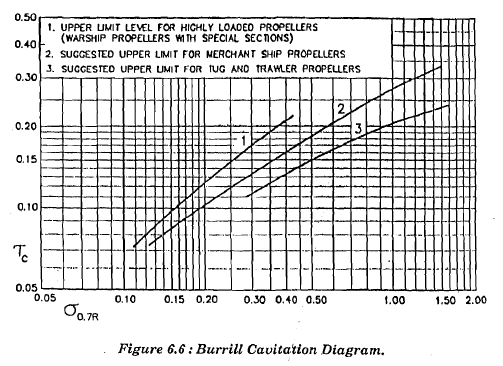 0.50
1. UPPER LIMIT LEVEL FOR HIGHLY LOADED PROPELLERS
(WARSHIP PROPELLERS WITH SPECIAL SECTIONS)
2. SUGGESTED UPPER LIMIT FOR MERCHANT SHIP PROPELLERS
3. SUGGESTED UPPER LIMIT FOR TUG AND TRAWLER PROPELLERS
0.40
0.30
0.20
0.15
0.10
0.05
1
2
3
τc
0.05 0.10 0.15 0.20 0.30 0.40 0.50 1.00 1.50 2.00
σ0.7R
Figure 6.6 : Burrill Cavitation Diagram.